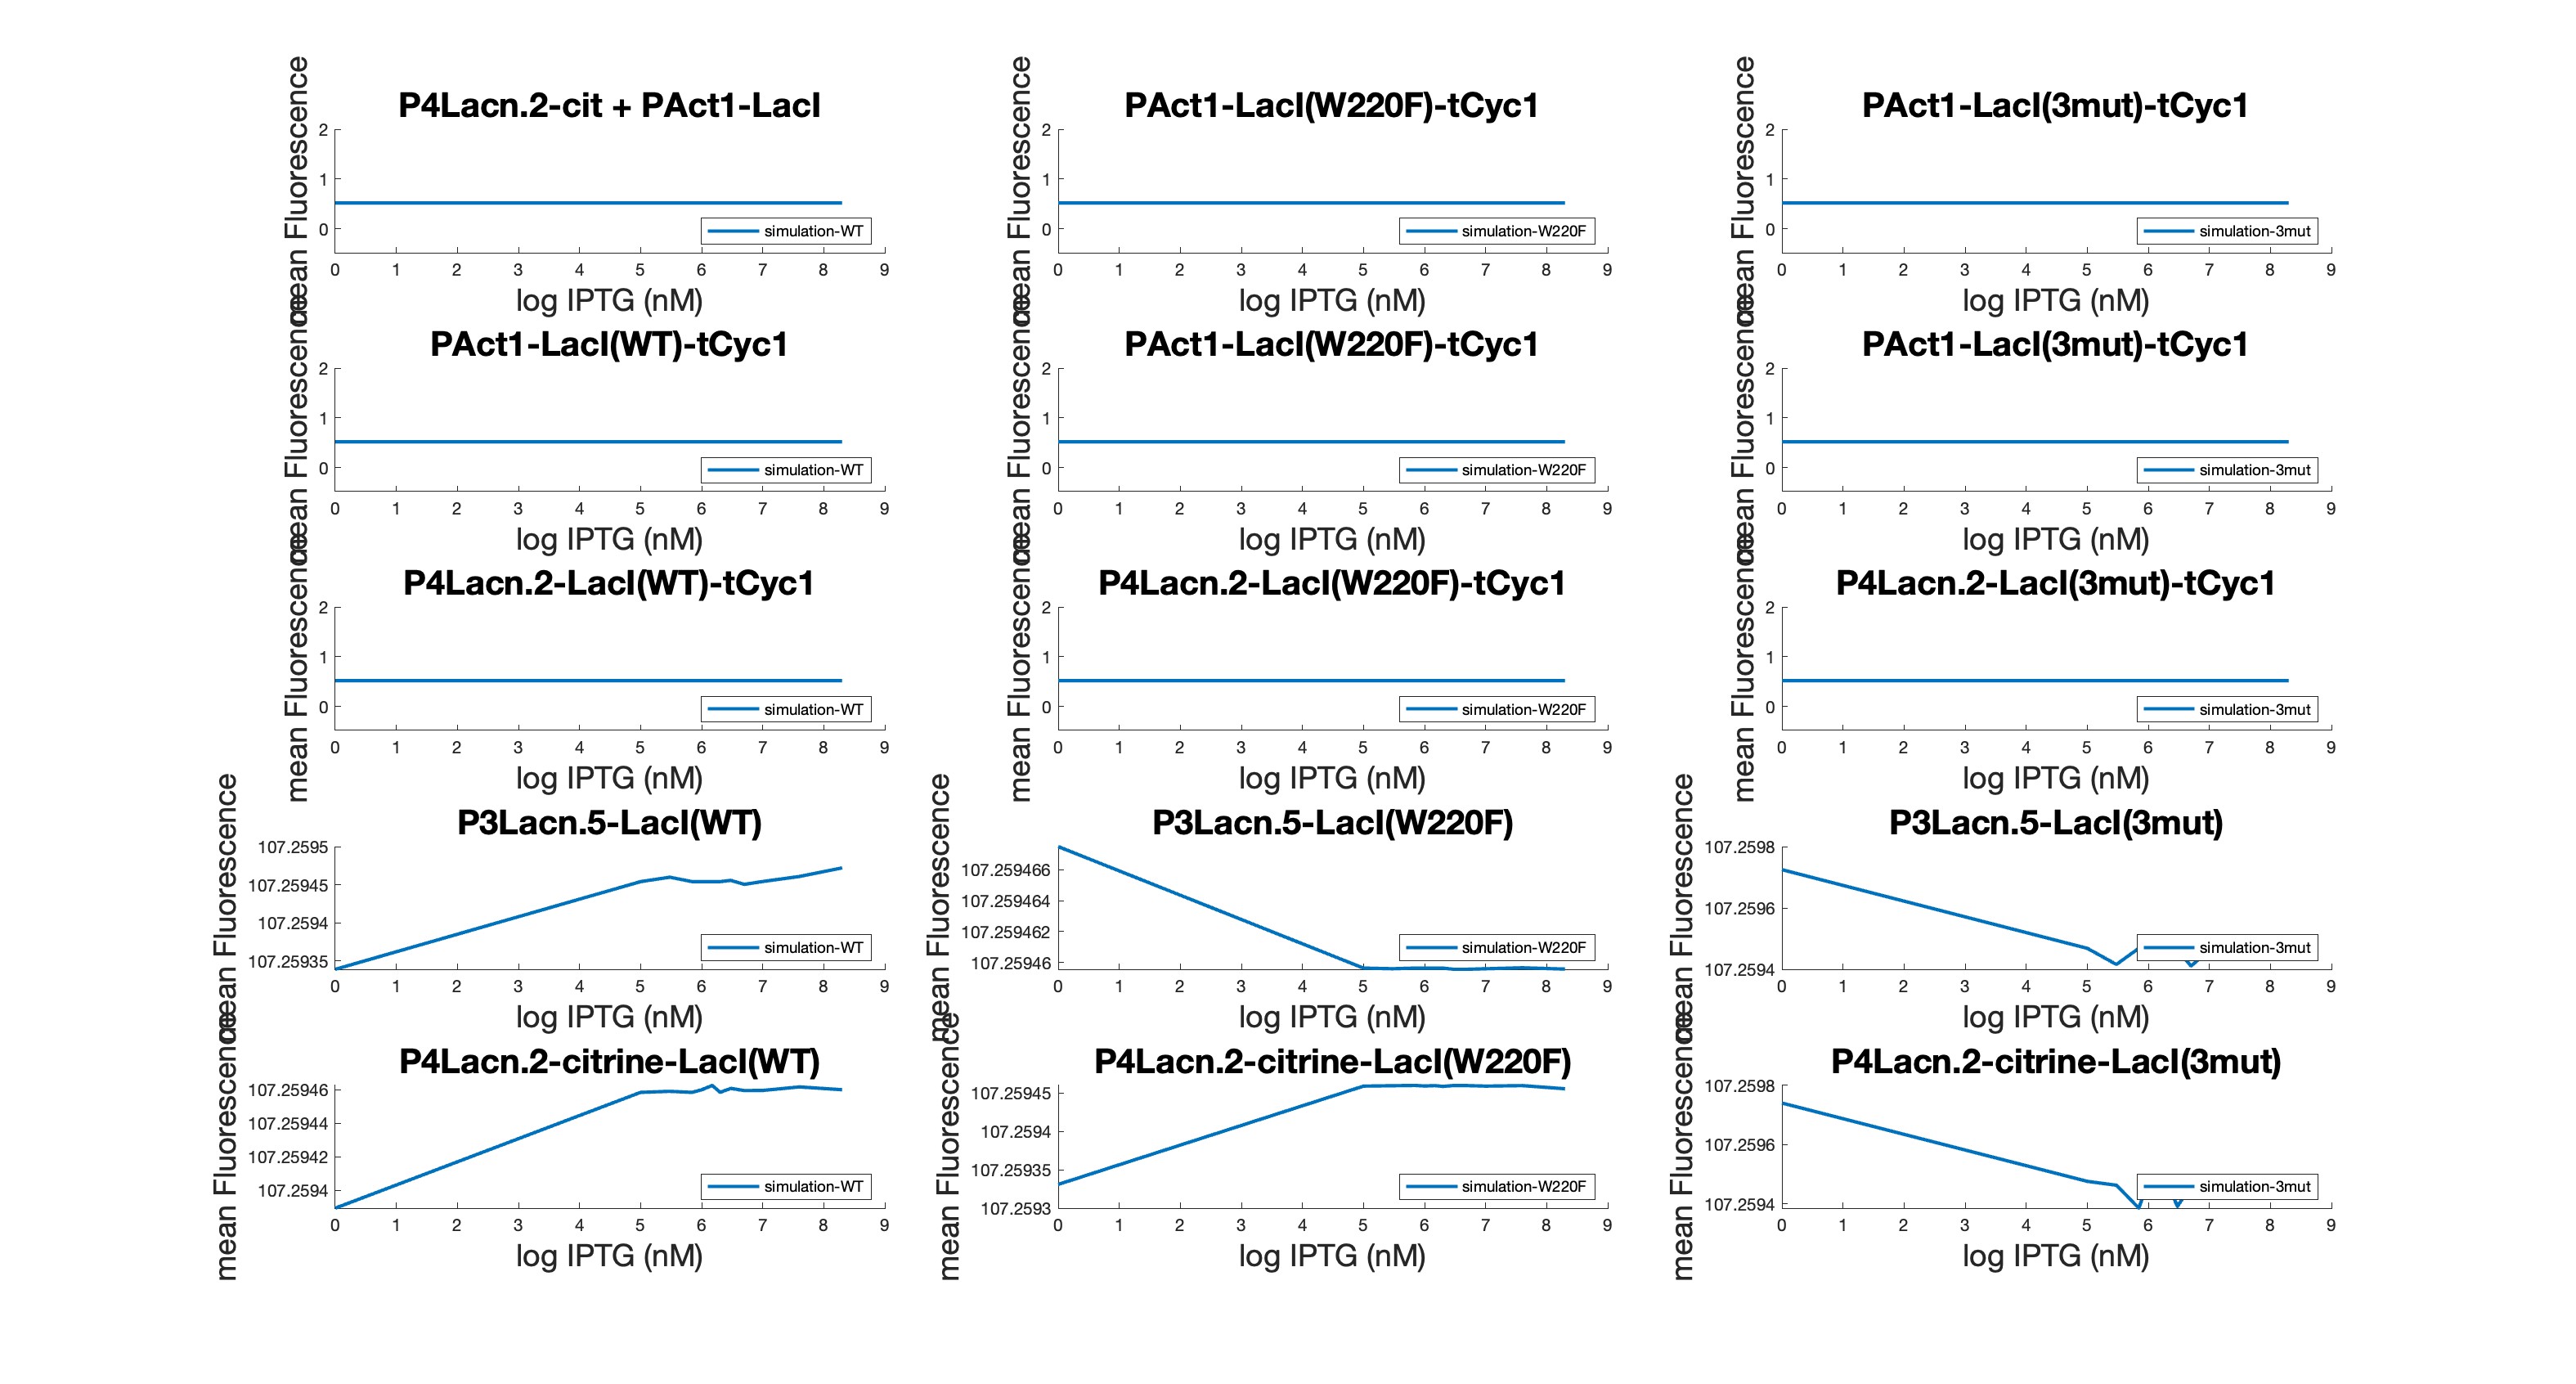 P4Lacn.2-cit + PAct1-LacI
mean Fluorescence
2
1
0
simulation-WT
0 1 2 3 4 5 6 7 8 9
log IPTG (nM)
PAct1-LacI(W220F)-tCyc1
mean Fluorescence
2
1
0
simulation-W220F
0 1 2 3 4 5 6 7 8 9
log IPTG (nM)
PAct1-LacI(3mut)-tCyc1
mean Fluorescence
2
1
0
simulation-3mut
0 1 2 3 4 5 6 7 8 9
log IPTG (nM)
PAct1-LacI(WT)-tCyc1
mean Fluorescence
2
1
0
simulation-WT
0 1 2 3 4 5 6 7 8 9
log IPTG (nM)
PAct1-LacI(W220F)-tCyc1
mean Fluorescence
2
1
0
simulation-W220F
0 1 2 3 4 5 6 7 8 9
log IPTG (nM)
PAct1-LacI(3mut)-tCyc1
mean Fluorescence
2
1
0
simulation-3mut
0 1 2 3 4 5 6 7 8 9
log IPTG (nM)
P4Lacn.2-LacI(WT)-tCyc1
mean Fluorescence
2
1
0
simulation-WT
0 1 2 3 4 5 6 7 8 9
log IPTG (nM)
P4Lacn.2-LacI(W220F)-tCyc1
mean Fluorescence
2
1
0
simulation-W220F
0 1 2 3 4 5 6 7 8 9
log IPTG (nM)
P4Lacn.2-LacI(3mut)-tCyc1
mean Fluorescence
2
1
0
simulation-3mut
0 1 2 3 4 5 6 7 8 9
log IPTG (nM)
P3Lacn.5-LacI(WT)
mean Fluorescence
107.2595
107.25945
107.2594
107.25935
simulation-WT
0 1 2 3 4 5 6 7 8 9
log IPTG (nM)
P3Lacn.5-LacI(W220F)
mean Fluorescence
107.259466
107.259464
107.259462
107.25946
simulation-W220F
0 1 2 3 4 5 6 7 8 9
log IPTG (nM)
P3Lacn.5-LacI(3mut)
mean Fluorescence
107.2598
107.2596
107.2594
simulation-3mut
0 1 2 3 4 5 6 7 8 9
log IPTG (nM)
P4Lacn.2-citrine-LacI(WT)
mean Fluorescence
107.25946
107.25944
107.25942
107.2594
simulation-WT
0 1 2 3 4 5 6 7 8 9
log IPTG (nM)
P4Lacn.2-citrine-LacI(W220F)
mean Fluorescence
107.25945
107.2594
107.25935
107.2593
simulation-W220F
0 1 2 3 4 5 6 7 8 9
log IPTG (nM)
P4Lacn.2-citrine-LacI(3mut)
mean Fluorescence
107.2598
107.2596
107.2594
simulation-3mut
0 1 2 3 4 5 6 7 8 9
log IPTG (nM)